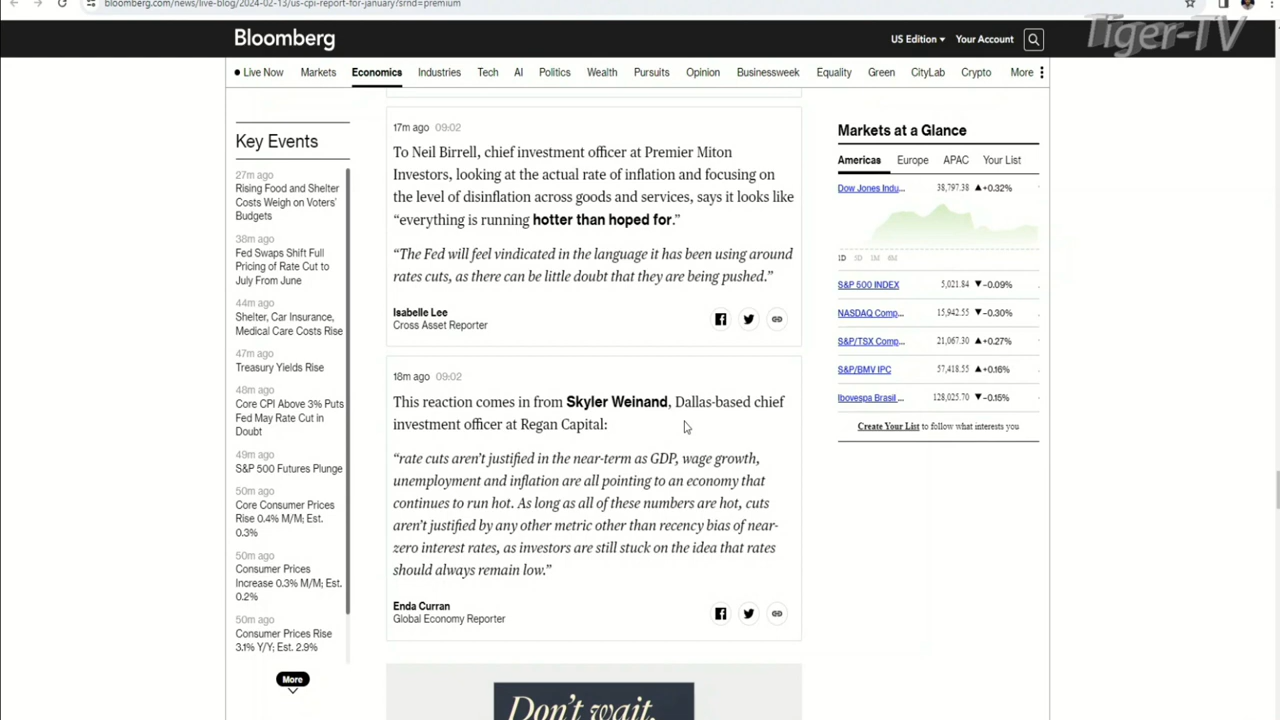 bloomberg.com/news/live-blog/2024-02-13/us-cpi-report-for-january?srnd=premium
Tiger-TV
Bloomberg
US Edition
Your Account
Live Now
Markets
Economics
Industries
Tech
AI
Politics
Wealth
Pursuits
Opinion
Businessweek
Equality
Green
CityLab
Crypto
More
Key Events
27m ago
Rising Food and Shelter
Costs Weigh on Voters'
Budgets
38m ago
Fed Swaps Shift Full
Pricing of Rate Cut to
July From June
44m ago
Shelter, Car Insurance,
Medical Care Costs Rise
47m ago
Treasury Yields Rise
48m ago
Core CPI Above 3% Puts
Fed May Rate Cut in
Doubt
49m ago
S&P 500 Futures Plunge
50m ago
Core Consumer Prices
Rise 0.4% M/M; Est.
0.3%
50m ago
Consumer Prices
Increase 0.3% M/M; Est.
0.2%
50m ago
Consumer Prices Rise
3.1% Y/Y; Est. 2.9%
More
17m ago 09:02
To Neil Birrell, chief investment officer at Premier Miton
Investors, looking at the actual rate of inflation and focusing on
the level of disinflation across goods and services, says it looks like
“everything is running hotter than hoped for.”
“The Fed will feel vindicated in the language it has been using around
rates cuts, as there can be little doubt that they are being pushed.”
Isabelle Lee
Cross Asset Reporter
18m ago 09:02
This reaction comes in from Skyler Weinand, Dallas-based chief
investment officer at Regan Capital:
“rate cuts aren’t justified in the near-term as GDP, wage growth,
unemployment and inflation are all pointing to an economy that
continues to run hot. As long as all of these numbers are hot, cuts
aren’t justified by any other metric other than recency bias of near-
zero interest rates, as investors are still stuck on the idea that rates
should always remain low.”
Enda Curran
Global Economy Reporter
Don’t wait.
Markets at a Glance
Americas Europe APAC Your List
Dow Jones Indu... 38,797.38 ▲+0.32%
1D 5D 1M 6M
S&P 500 INDEX 5,021.84 ▼-0.09%
NASDAQ Comp... 15,942.55 ▼-0.30%
S&P/TSX Comp... 21,067.30 ▲+0.27%
S&P/BMV IPC 57,418.55 ▲+0.16%
Ibovespa Brasil ... 128,025.70 ▼-0.15%
Create Your List to follow what interests you